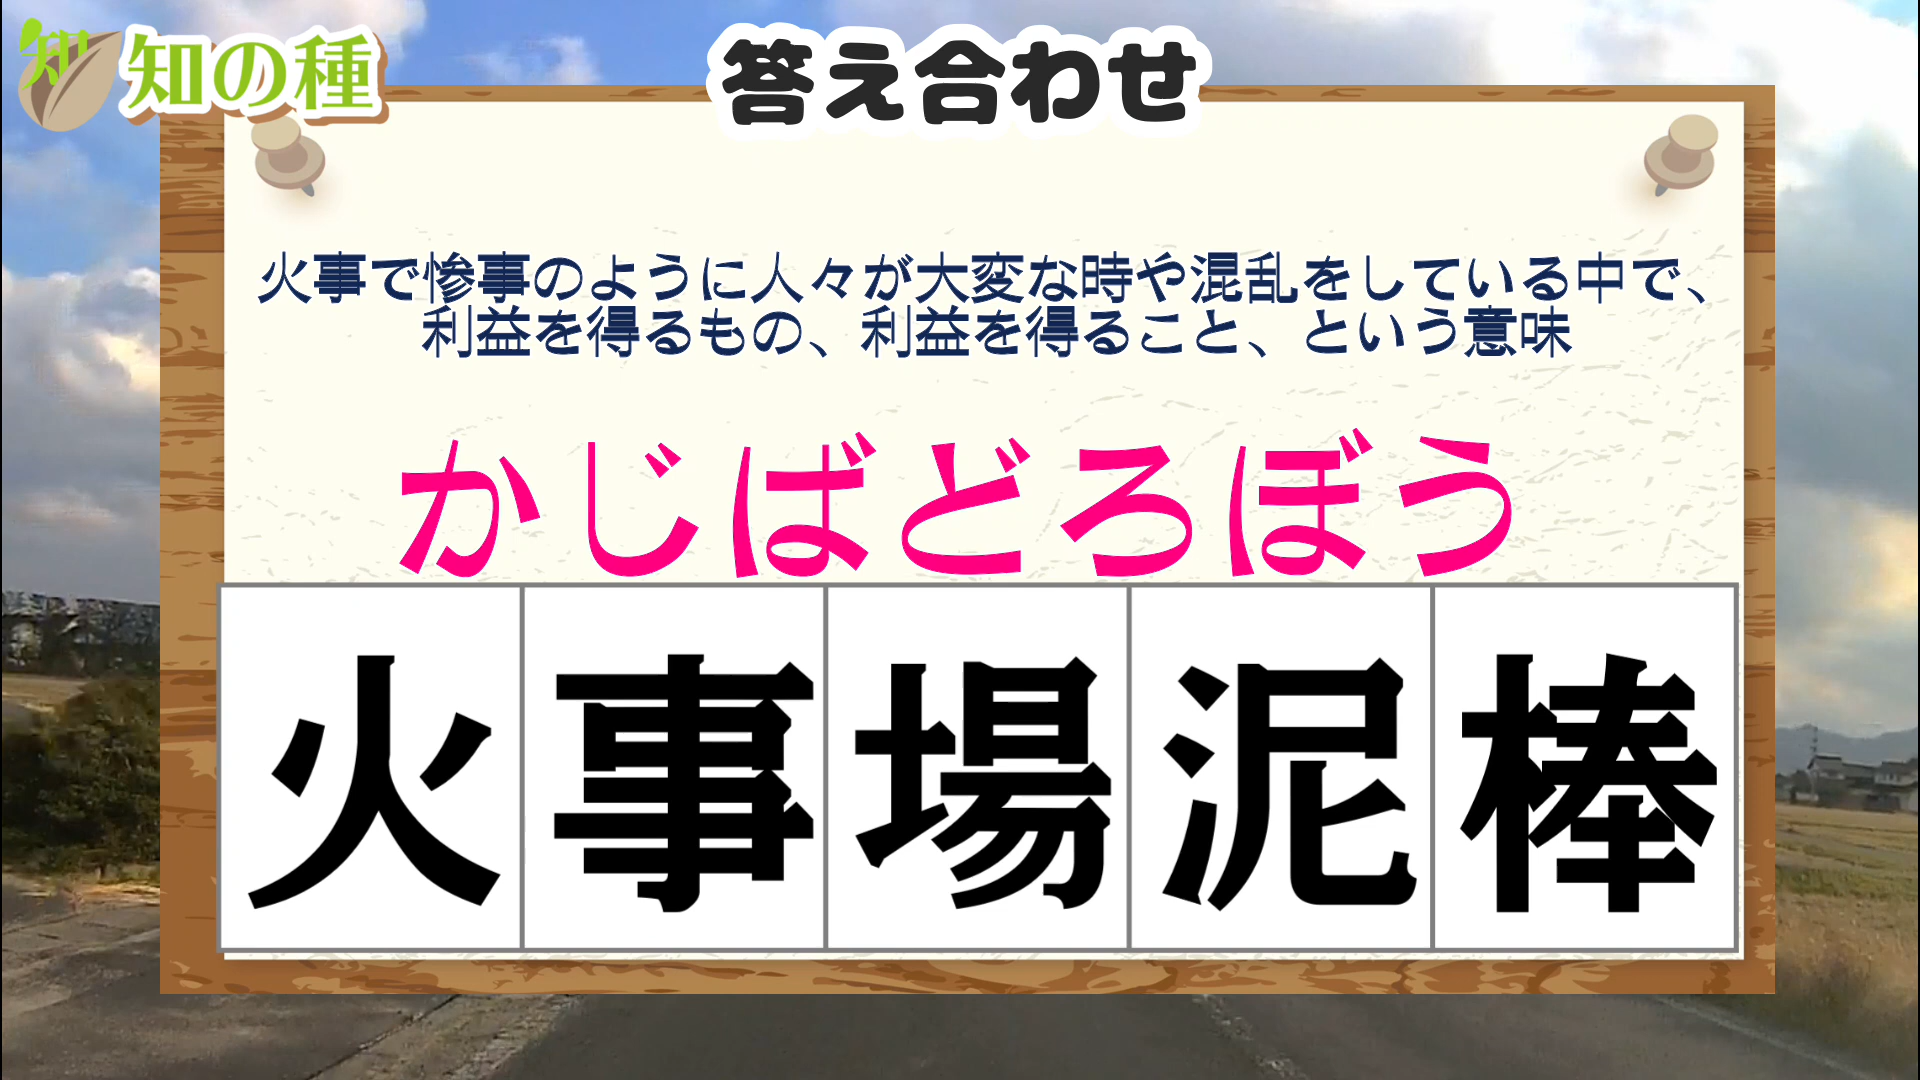 知 知の種
答え合わせ
火事で惨事のように人々が大変な時や混乱をしている中で、
利益を得るもの、利益を得ること、という意味
かじばどろぼう
火事場泥棒